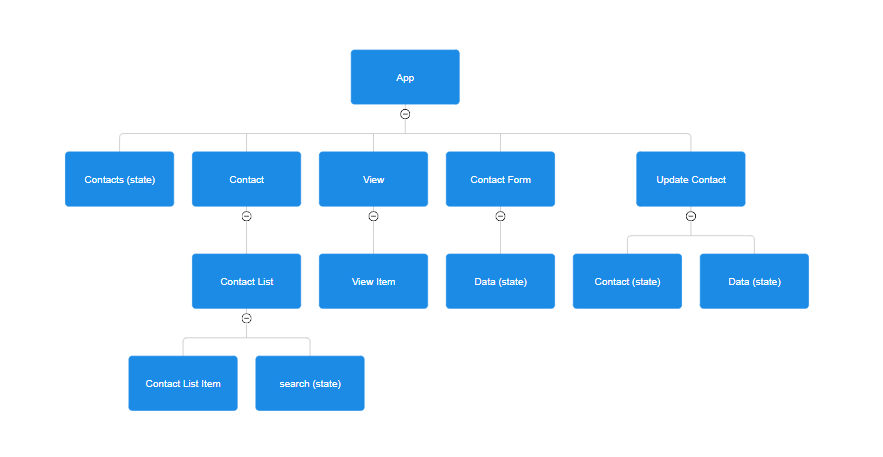 App
Contacts (state)
Contact
View
Contact Form
Update Contact
Contact List
View Item
Data (state)
Contact (state)
Data (state)
Contact List Item
search (state)